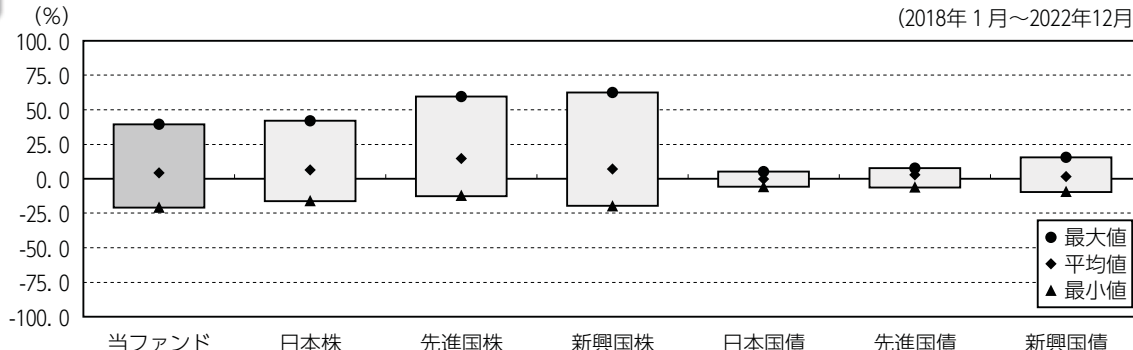 (%)
(2018年1月～2022年12月
100.0
75.0
50.0
25.0
0.0
-25.0
-50.0
-75.0
-100.0
● 最大値
◆ 平均値
▲ 最小値
当ファンド 日本株 先進国株 新興国株 日本国債 先進国債 新興国債